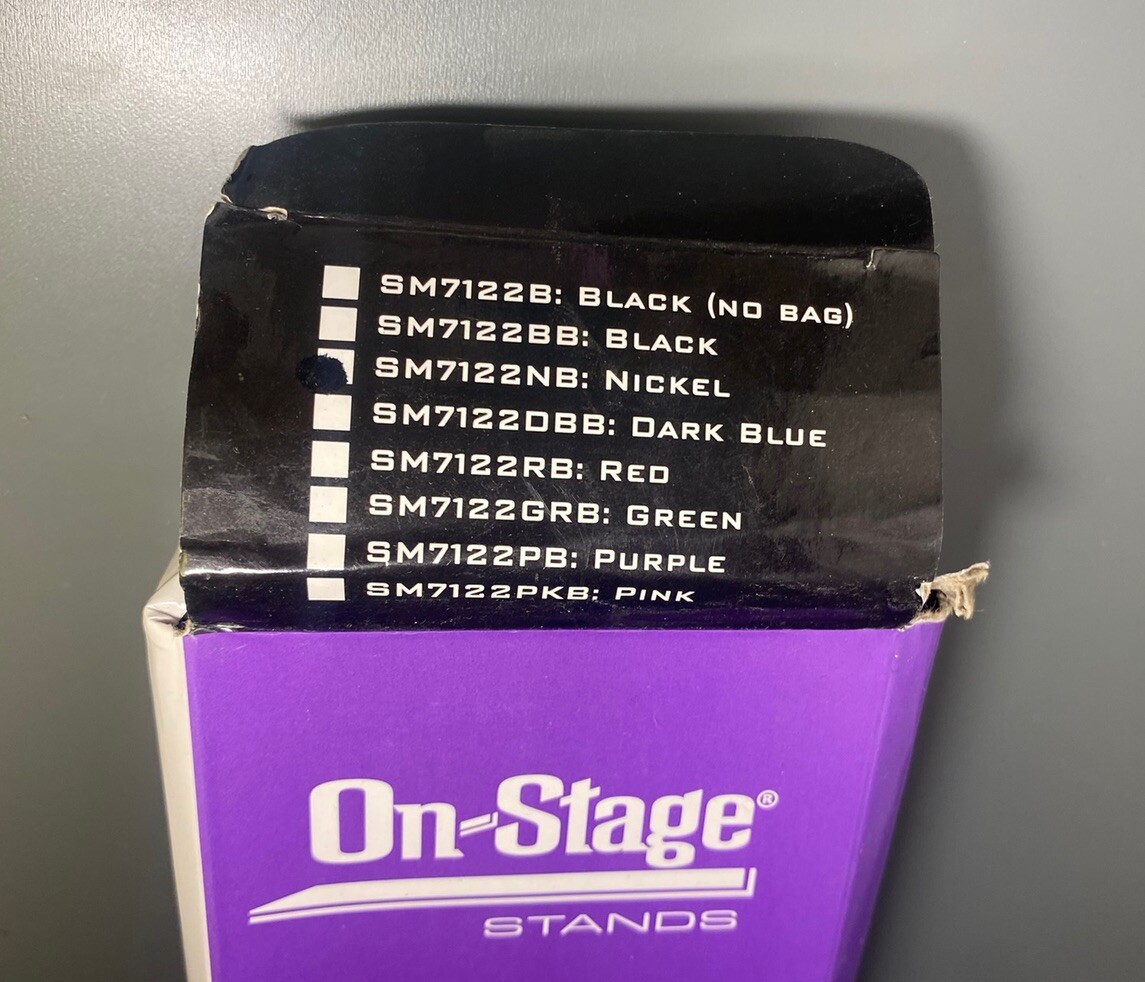 SM7122B: BLACK (NO BAG)
SM7122BB: BLACK
SM7122NB: NICKEL
SM7122DBB: DARK BLUE
SM7122RB: RED
SM7122GRB: GREEN
SM7122PB: PURPLE
SM7122PKB: PINK
On-Stage®
STANDS